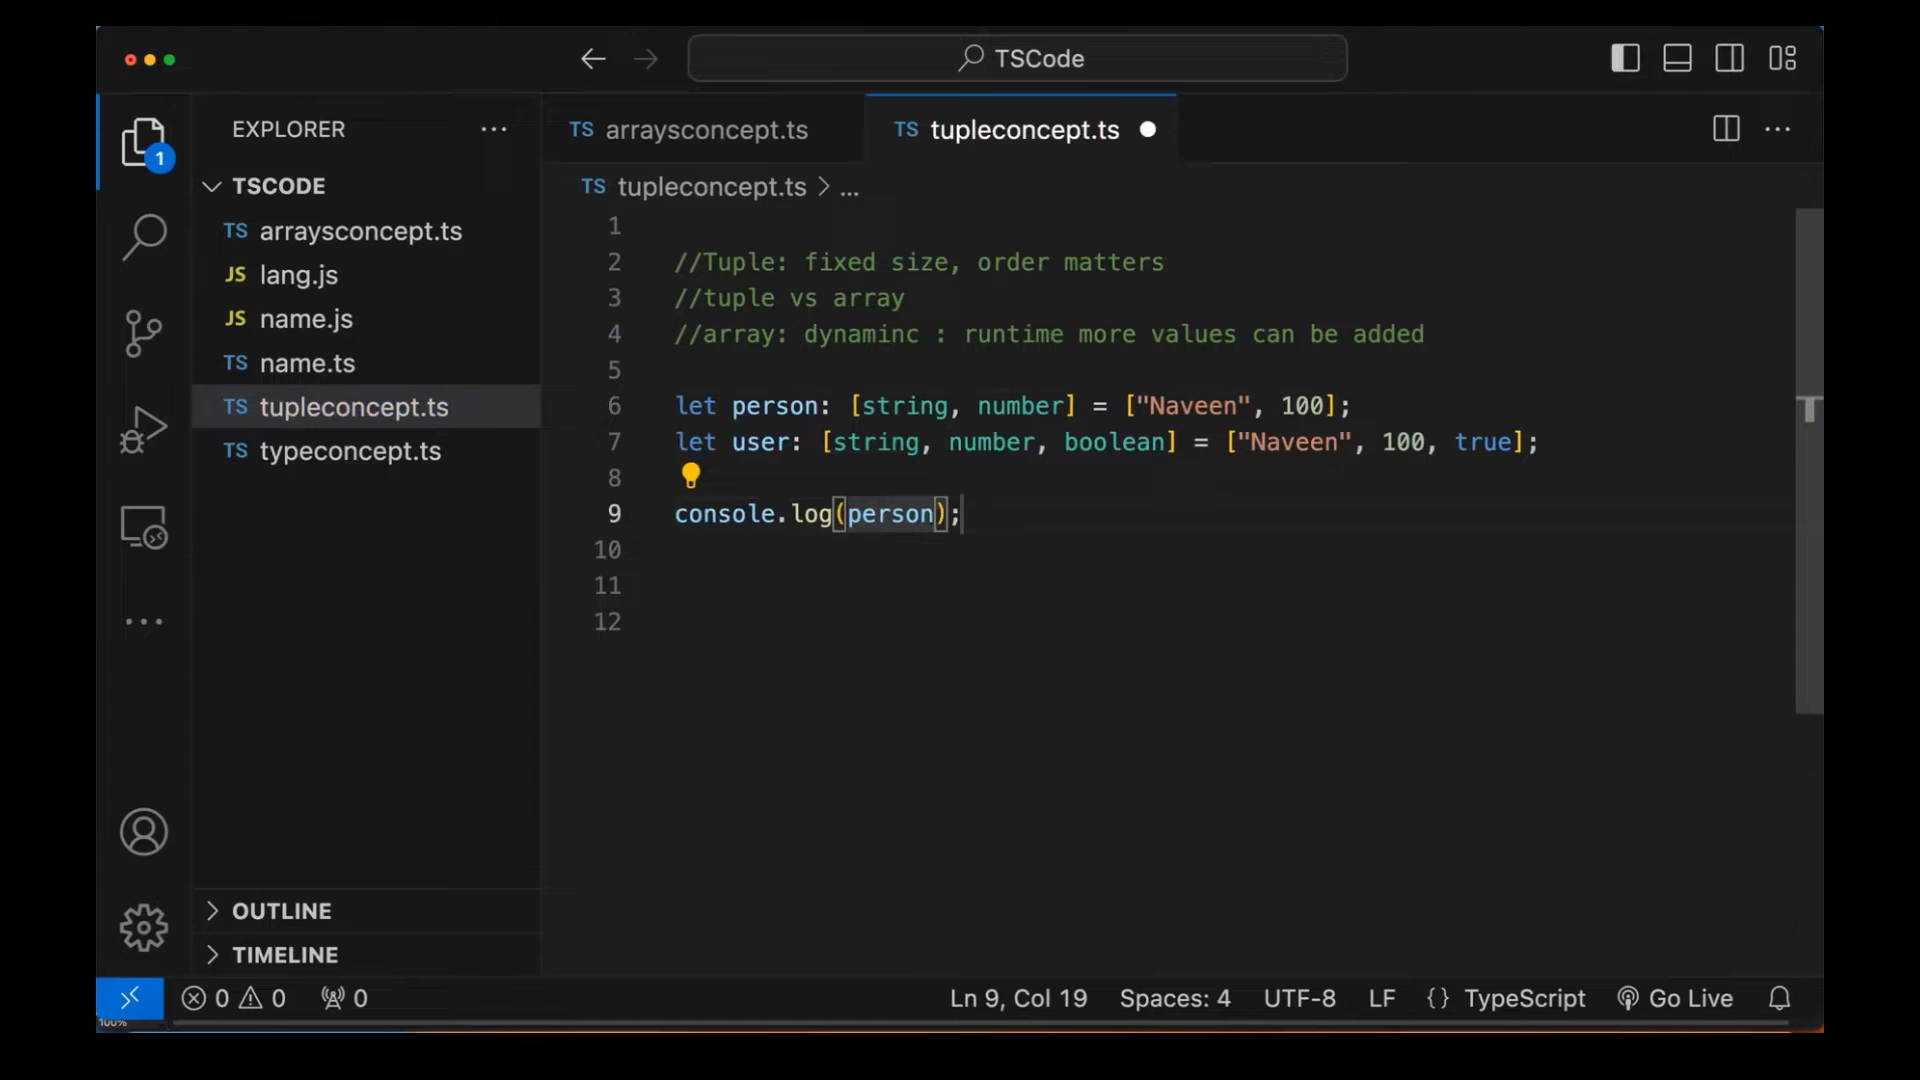 TSCode
EXPLORER
TS arraysconcept.ts
TS tupleconcept.ts
1
TSCODE
TS tupleconcept.ts > ...
TS arraysconcept.ts
JS lang.js
JS name.js
TS name.ts
TS tupleconcept.ts
TS typeconcept.ts
1
2 //Tuple: fixed size, order matters
3 //tuple vs array
4 //array: dynaminc : runtime more values can be added
5
6 let person: [string, number] = ["Naveen", 100];
7 let user: [string, number, boolean] = ["Naveen", 100, true];
8
9 console.log(person);
10
11
12
OUTLINE
TIMELINE
0 0 0 Ln 9, Col 19 Spaces: 4 UTF-8 LF {} TypeScript Go Live
100%